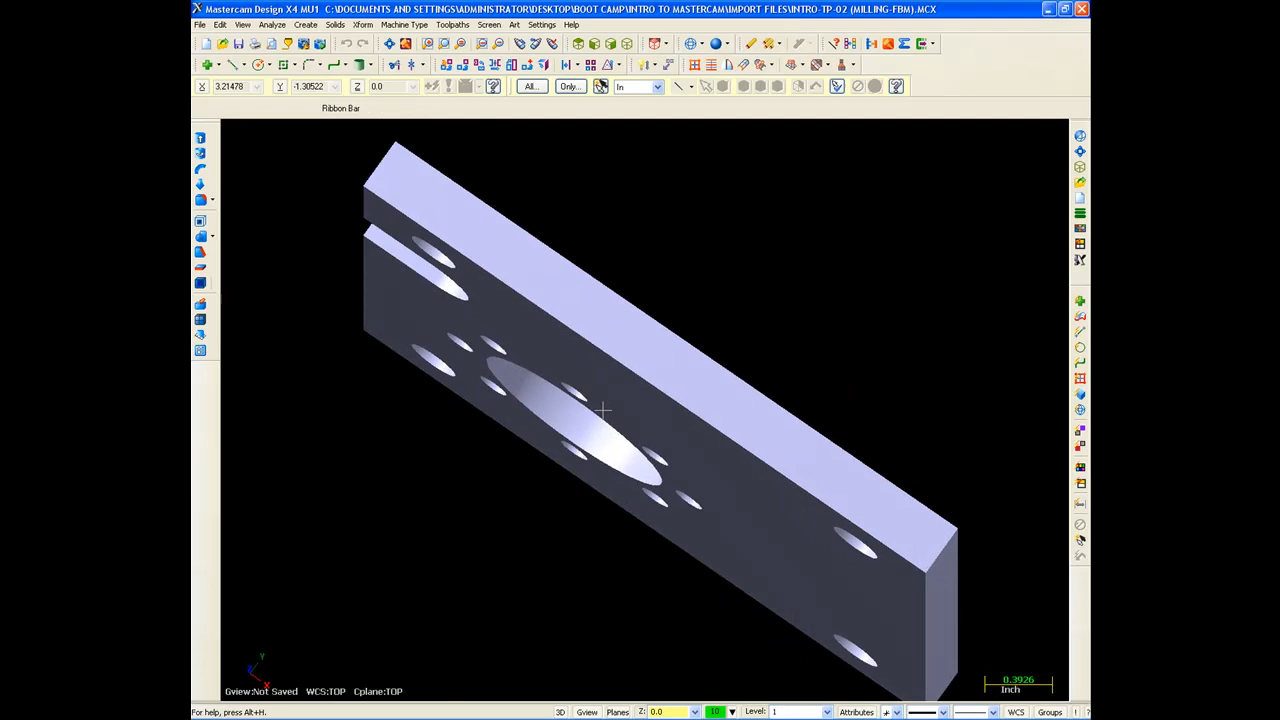 Mastercam Design X4 MU1  C:\DOCUMENTS AND SETTINGS\ADMINISTRATOR\DESKTOP\BOOT CAMP\INTRO TO MASTERCAM\IMPORT FILES\INTRO-TP-02 (MILLING-FBM).MCX
File Edit View Analyze Create Solids Xform Machine Type Toolpaths Screen Art Settings Help
X 3.21478 Y -1.30522 Z 0.0 All... Only... In
Ribbon Bar
Y
X
0.3926
Inch
Gview:Not Saved WCS:TOP Cplane:TOP
For help, press Alt+H. 3D Gview Planes Z: 0.0 10 Level: 1 Attributes WCS Groups ! ?